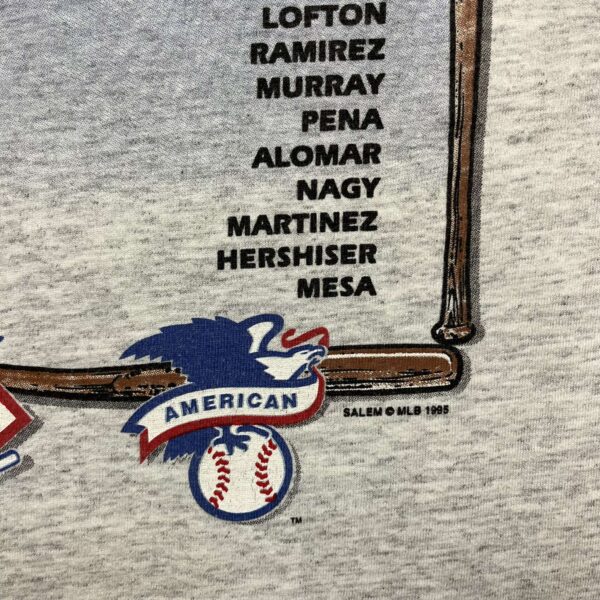 LOFTON
RAMIREZ
MURRAY
PENA
ALOMAR
NAGY
MARTINEZ
HERSHISER
MESA
AMERICAN
SALEM © MLB 1995
TM